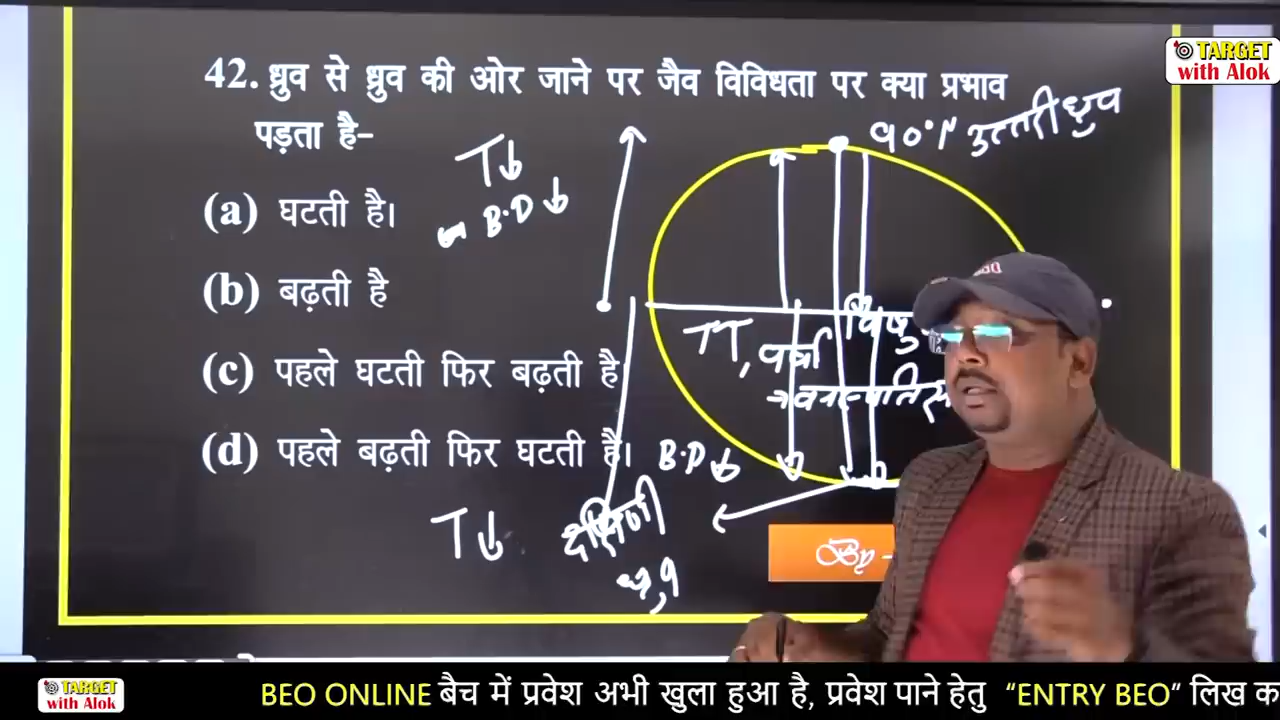 TARGET
with Alok
42. ध्रुव से ध्रुव की ओर जाने पर जैव विविधता पर क्या प्रभाव
पड़ता है-
90°N उत्तरी ध्रुव
T↓
B.D ↓
(a) घटती है।
(b) बढ़ती है
(c) पहले घटती फिर बढ़ती है
(d) पहले बढ़ती फिर घटती है।
TT, वर्षा
विषु
→ वनस्पति
B.D ↓
T↓
दक्षिणी
ध्रुव
By -
TARGET
with Alok
BEO ONLINE बैच में प्रवेश अभी खुला हुआ है, प्रवेश पाने हेतु “ENTRY BEO“ लिख क